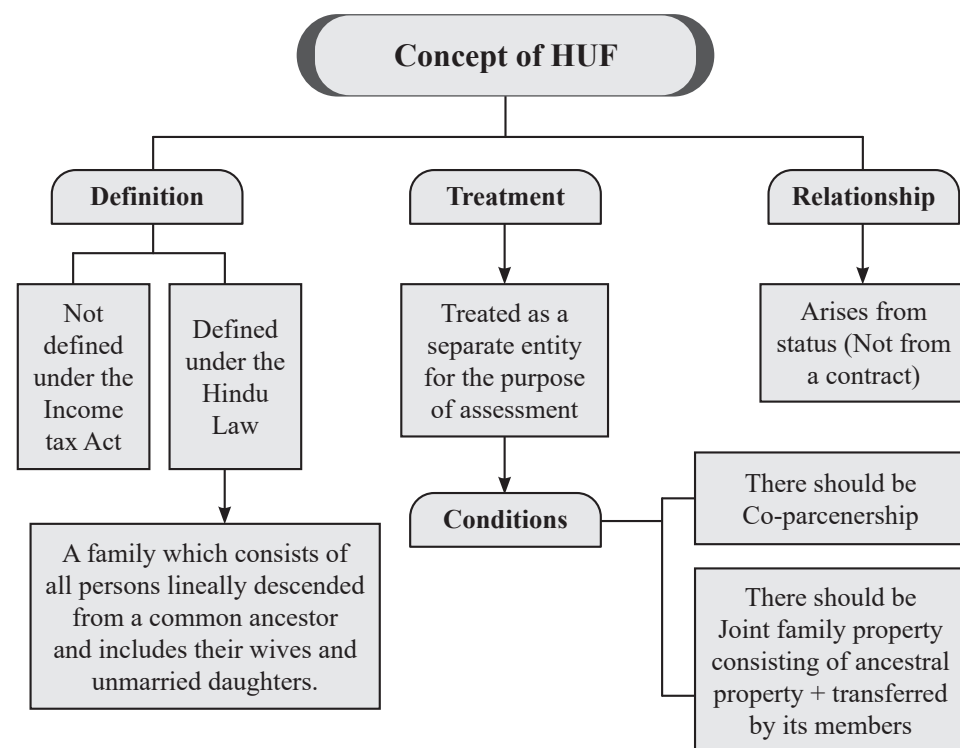 Concept of HUF
Definition
Treatment
Relationship
Not
defined
under the
Income
tax Act
Defined
under the
Hindu
Law
Treated as a
separate entity
for the purpose
of assessment
Arises from
status (Not from
a contract)
A family which consists of
all persons lineally descended
from a common ancestor
and includes their wives and
unmarried daughters.
Conditions
There should be
Co-parcenership
There should be
Joint family property
consisting of ancestral
property + transferred
by its members